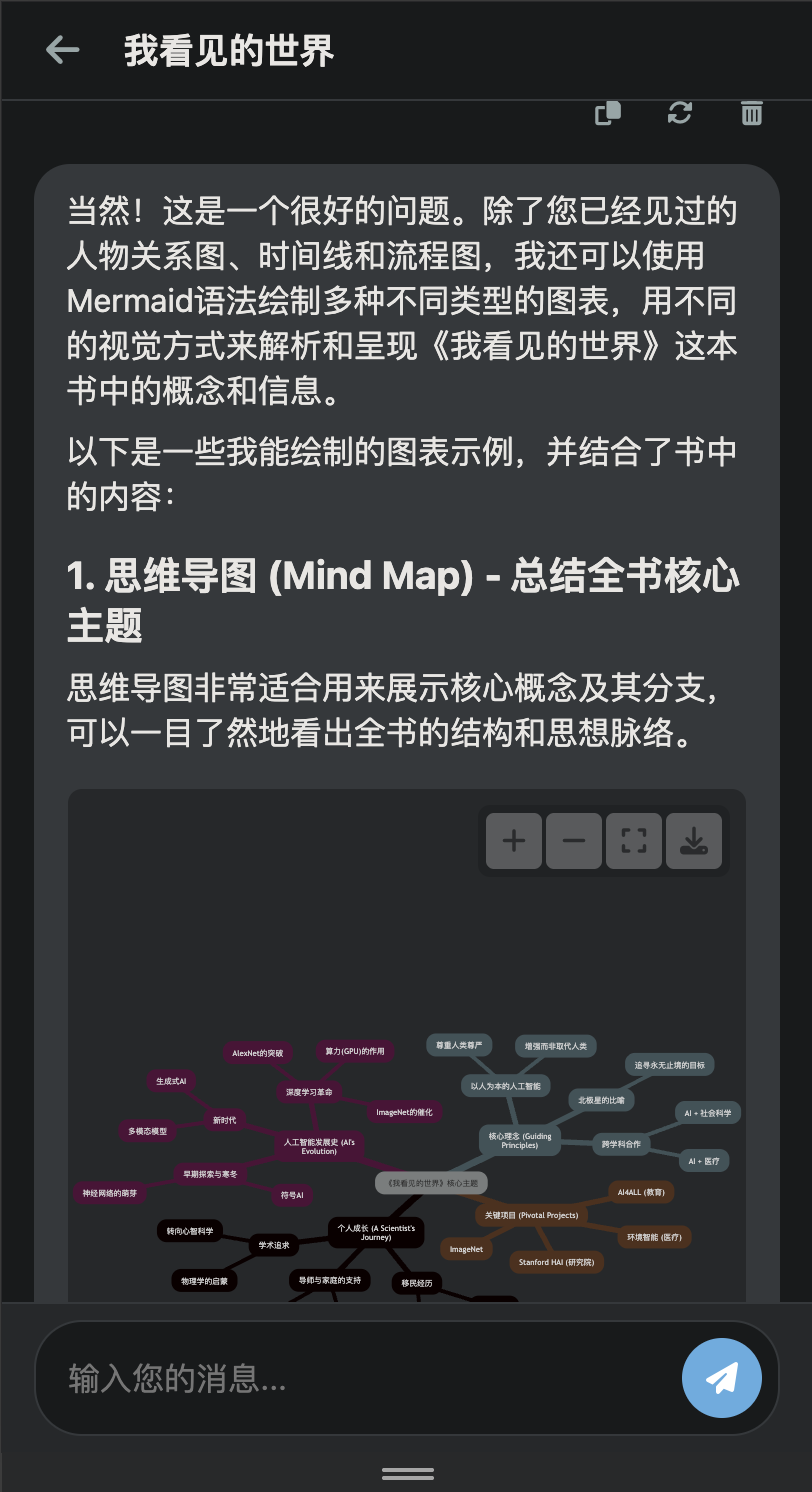 我看见的世界
当然！这是一个很好的问题。除了您已经见过的
人物关系图、时间线和流程图，我还可以使用
Mermaid语法绘制多种不同类型的图表，用不同
的视觉方式来解析和呈现《我看见的世界》这本
书中的概念和信息。
以下是一些我能绘制的图表示例，并结合了书中
的内容：
1. 思维导图 (Mind Map) - 总结全书核心
主题
思维导图非常适合用来展示核心概念及其分支，
可以一目了然地看出全书的结构和思想脉络。
AlexNet的突破
算力(GPU)的作用
尊重人类尊严
增强而非取代人类
追寻永无止境的目标
生成式AI
深度学习革命
以人为本的人工智能
北极星的比喻
新时代
ImageNet的催化
AI + 社会科学
多模态模型
人工智能发展史 (AI's
Evolution)
核心理念 (Guiding
Principles)
跨学科合作
AI + 医疗
早期探索与寒冬
《我看见的世界》核心主题
神经网络的萌芽
符号AI
AI4ALL (教育)
关键项目 (Pivotal Projects)
转向心智科学
个人成长 (A Scientist's
Journey)
学术追求
ImageNet
环境智能 (医疗)
Stanford HAI (研究院)
物理学的启蒙
导师与家庭的支持
移民经历
输入您的消息...